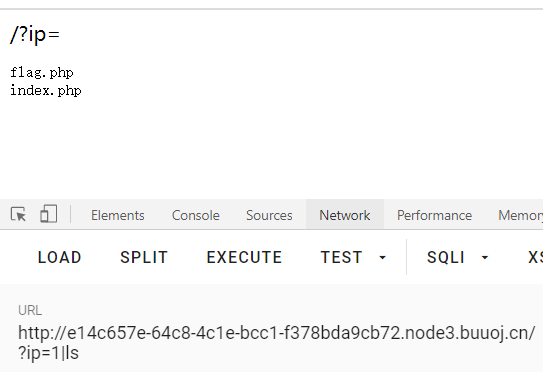 /?ip=
flag.php
index.php
Elements Console Sources Network Performance Memory
LOAD SPLIT EXECUTE TEST SQLI XS
URL
http://e14c657e-64c8-4c1e-bcc1-f378bda9cb72.node3.buuoj.cn/
?ip=1|ls